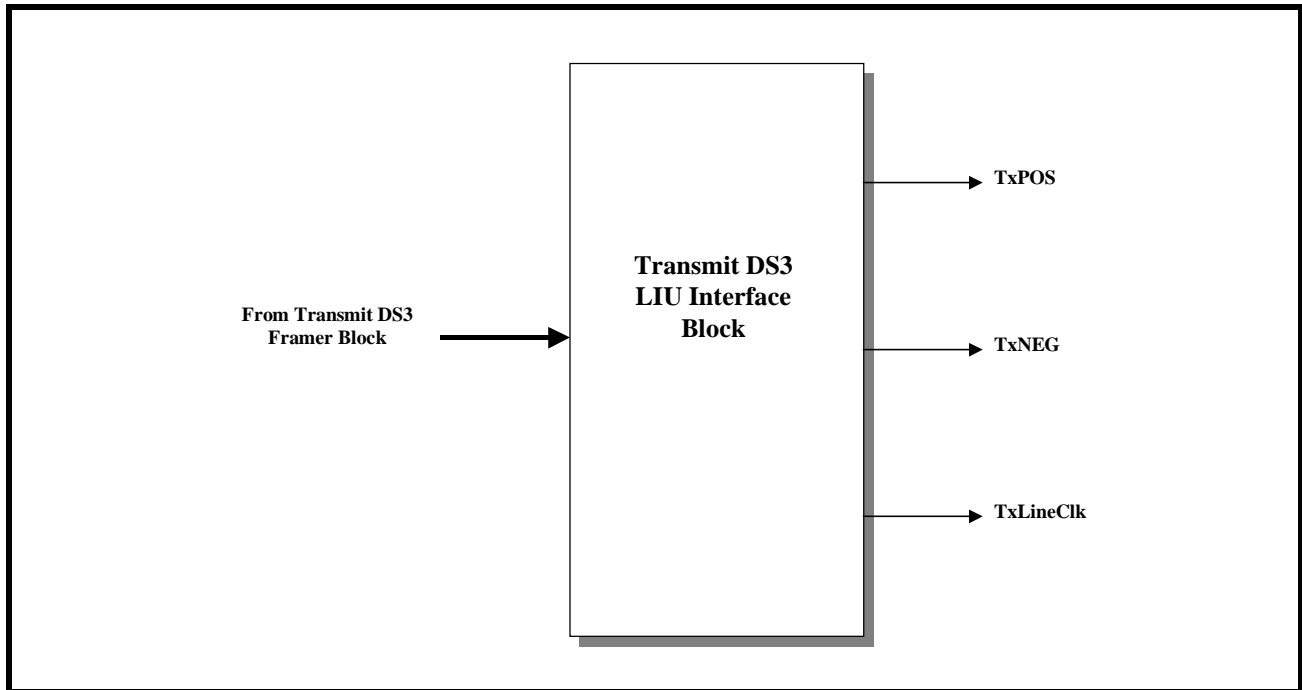 From Transmit DS3
Framer Block
Transmit DS3
LIU Interface
Block
TxPOS
TxNEG
TxLineClk